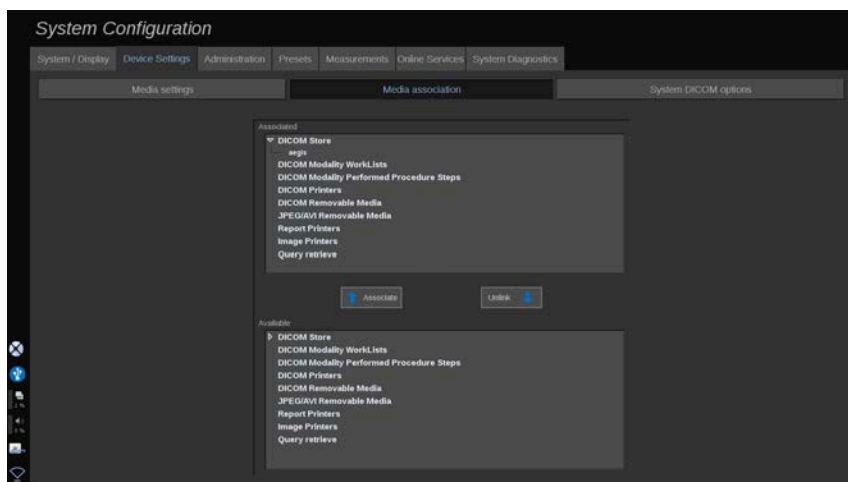 System Configuration
System / Display Device Settings Administration Presets Measurements Online Services System Diagnostics
Media settings Media association System DICOM options
Associated
DICOM Store
aegis
DICOM Modality WorkLists
DICOM Modality Performed Procedure Steps
DICOM Printers
DICOM Removable Media
JPEG/AVI Removable Media
Report Printers
Image Printers
Query retrieve
Associate Unlink
Available
DICOM Store
DICOM Modality WorkLists
DICOM Modality Performed Procedure Steps
DICOM Printers
DICOM Removable Media
JPEG/AVI Removable Media
Report Printers
Image Printers
Query retrieve